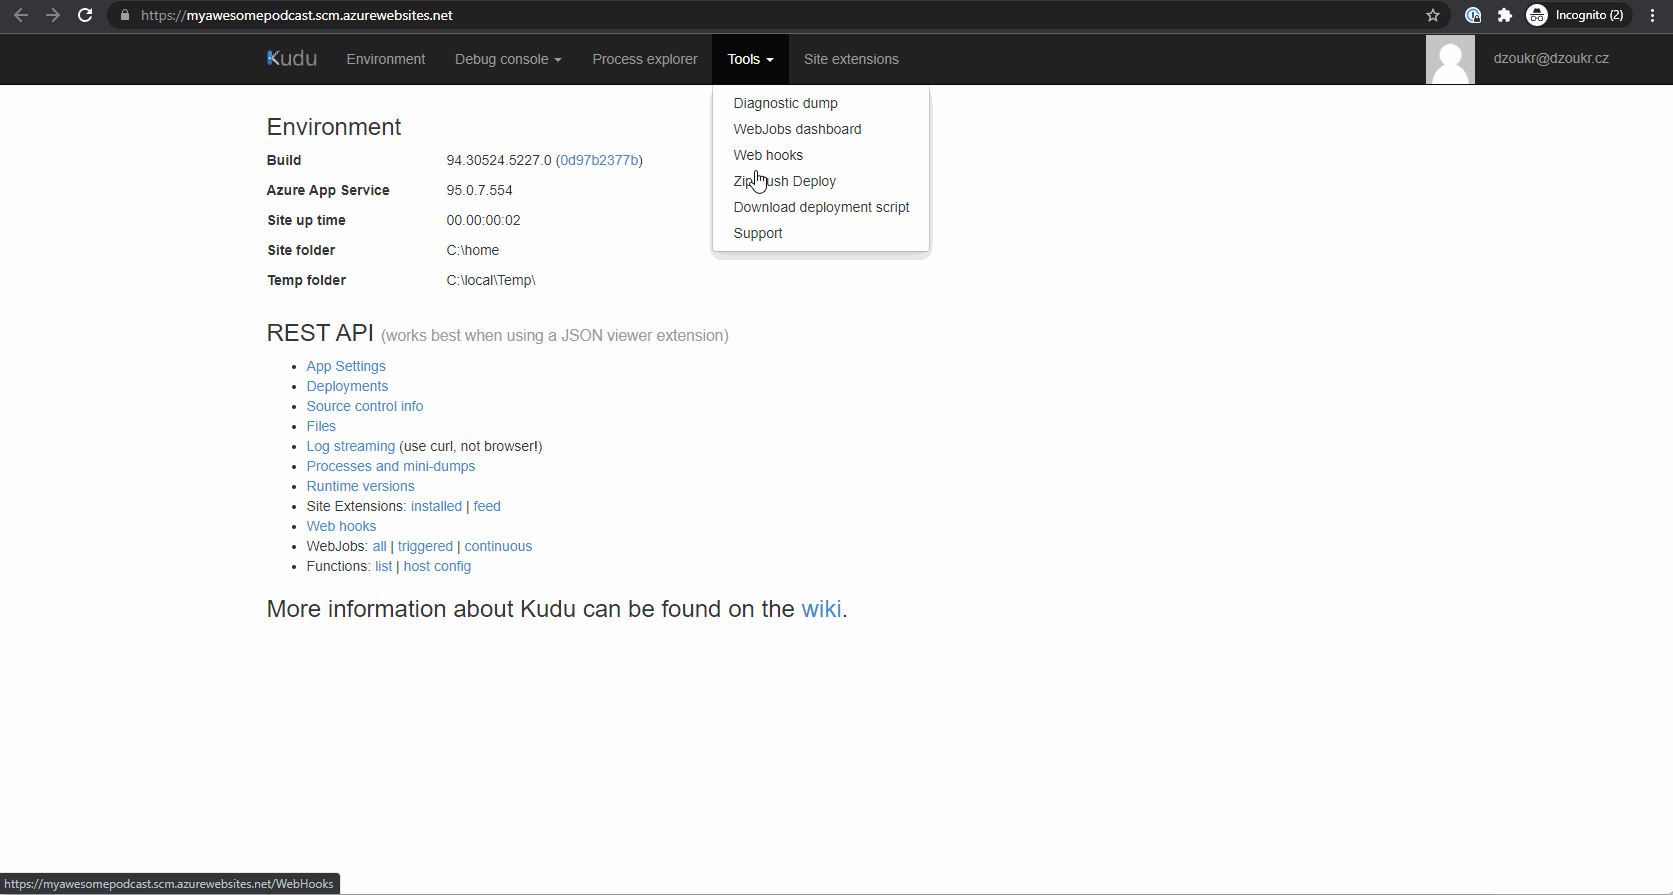 https://myawesomepodcast.scm.azurewebsites.net
Incognito (2)
Kudu
Environment
Debug console
Process explorer
Tools
Site extensions
dzoukr@dzoukr.cz
Diagnostic dump
WebJobs dashboard
Web hooks
Zip ush Deploy
Download deployment script
Support
Environment
Build 94.30524.5227.0 (0d97b2377b)
Azure App Service 95.0.7.554
Site up time 00.00:00:02
Site folder C:\home
Temp folder C:\local\Temp\
REST API (works best when using a JSON viewer extension)
• App Settings
• Deployments
• Source control info
• Files
• Log streaming (use curl, not browser!)
• Processes and mini-dumps
• Runtime versions
• Site Extensions: installed | feed
• Web hooks
• WebJobs: all | triggered | continuous
• Functions: list | host config
More information about Kudu can be found on the wiki.
https://myawesomepodcast.scm.azurewebsites.net/WebHooks